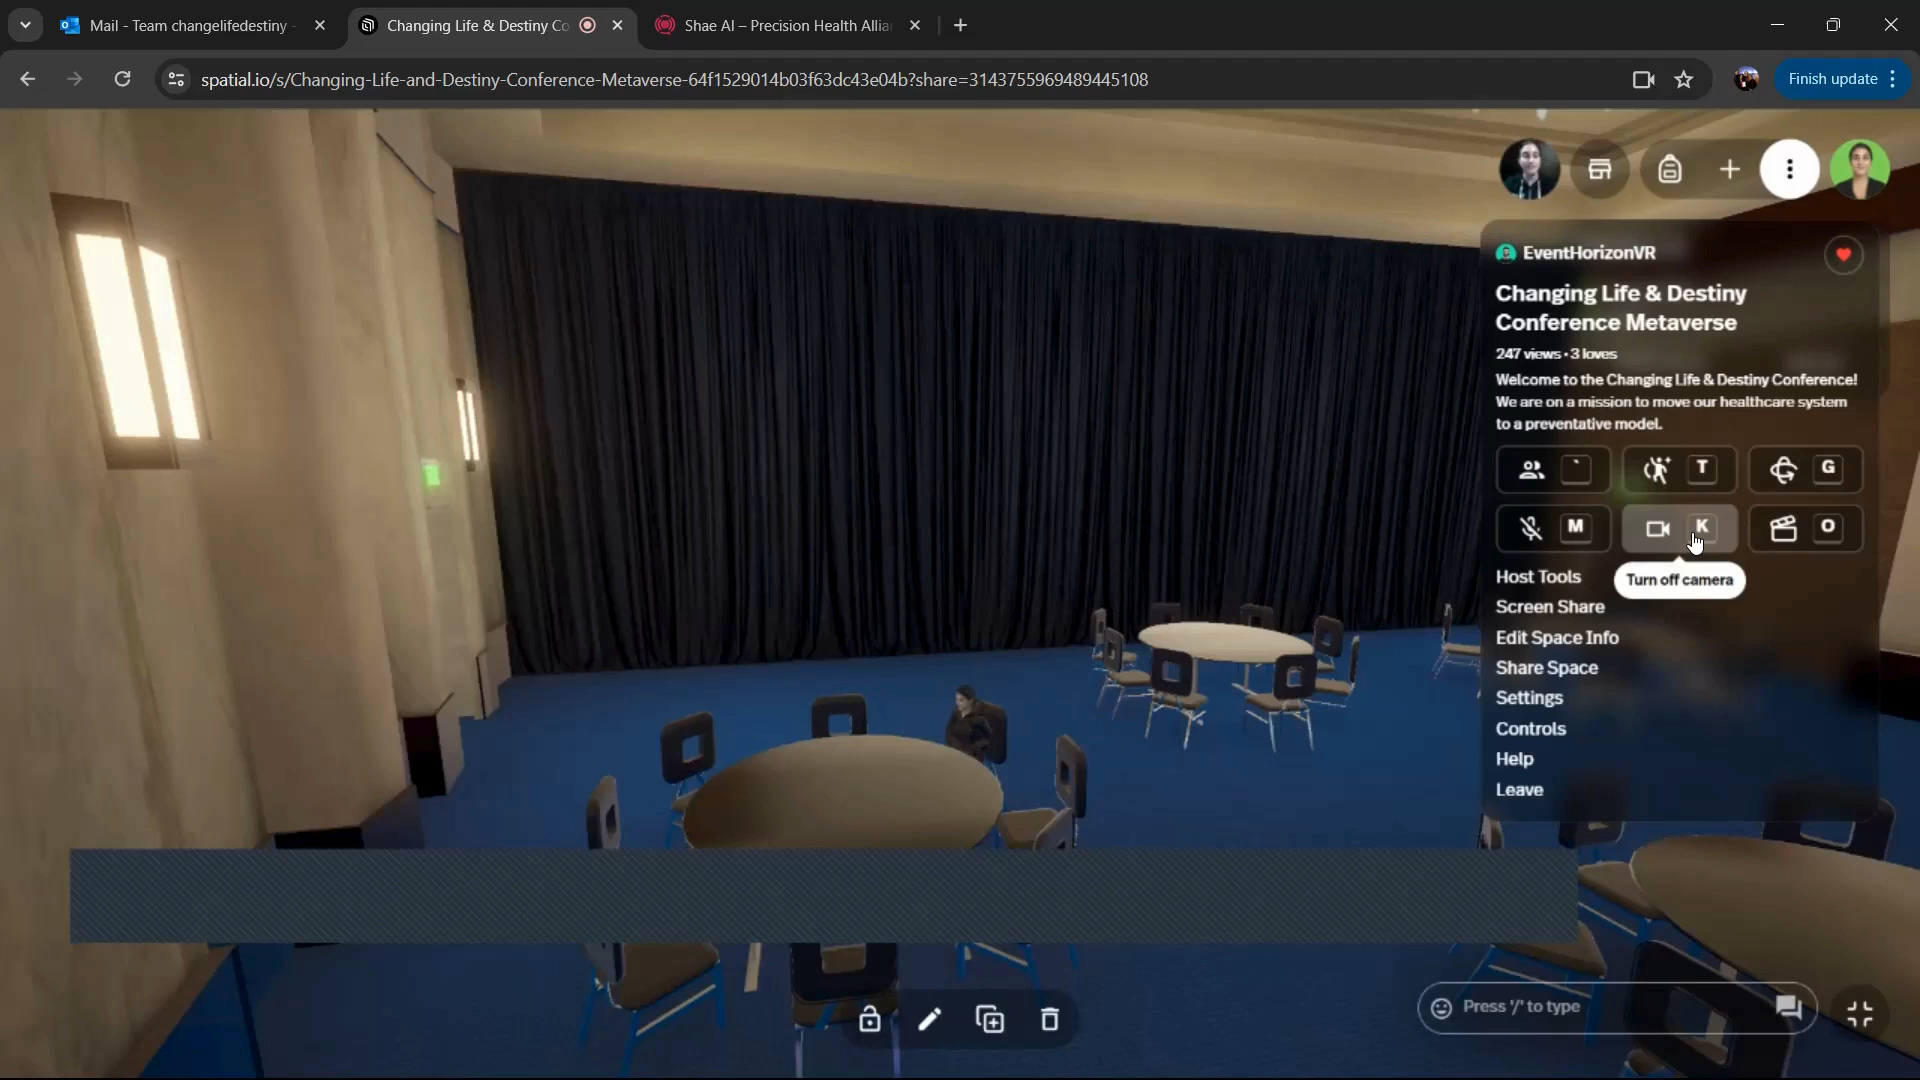 Mail - Team changelifedestiny -
Changing Life & Destiny Co
Shae AI – Precision Health Allia
spatial.io/s/Changing-Life-and-Destiny-Conference-Metaverse-64f1529014b03f63dc43e04b?share=3143755969489445108
Finish update
EventHorizonVR
Changing Life & Destiny
Conference Metaverse
247 views • 3 loves
Welcome to the Changing Life & Destiny Conference!
We are on a mission to move our healthcare system
to a preventative model.
` T G
M K O
Turn off camera
Host Tools
Screen Share
Edit Space Info
Share Space
Settings
Controls
Help
Leave
Press '/' to type